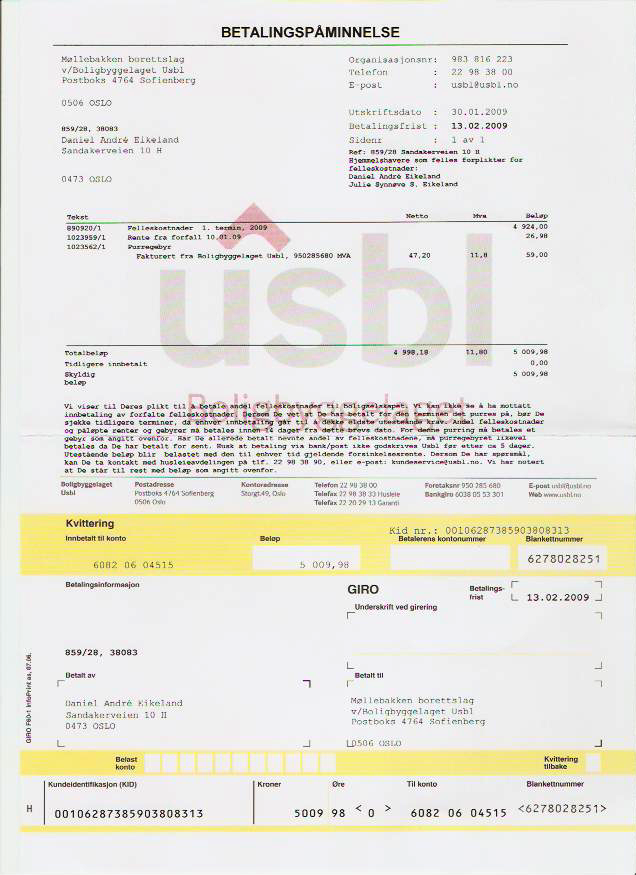 BETALINGSPÅMINNELSE
Møllebakken borettslag
v/Boligbyggelaget Usbl
Postboks 4764 Sofienberg
0506 OSLO
859/28, 38083
Daniel André Eikeland
Sandakerveien 10 H
0473 OSLO
Organisasjonsnr: 983 816 223
Telefon : 22 98 38 00
E-post : usbl@usbl.no
Utskriftsdato : 30.01.2009
Betalingsfrist : 13.02.2009
Sidenr : 1 av 1
Ref: 859/28 Sandakerveien 10 H
Hjemmelshavere som felles forplikter for
felleskostnader:
Daniel André Eikeland
Julie Synnøve S. Eikeland
Tekst Netto Mva Beløp
890920/1 Felleskostnader 1. termin, 2009 4 924,00
1023959/1 Rente fra forfall 10.01.09 26,98
1023562/1 Purregebyr
Fakturert fra Boligbyggelaget Usbl, 950285680 MVA 47,20 11,8 59,00
usbl
Boligbyggelaget
Totalbeløp 4 998,18 11,80 5 009,98
Tidligere innbetalt 0,00
Skyldig 5 009,98
beløp
Vi viser til Deres plikt til å betale andel felleskostnader til boligselskapet. Vi kan ikke se å ha mottatt
innbetaling av forfalte felleskostnader. Dersom De vet at De har betalt for den terminen det purres på, bør De
sjekke tidligere terminer, da enhver innbetaling går til å dekke eldste utestående krav. Andel felleskostnader
og påløpte renter og gebyrer må betales innen 14 dager fra dette brevs dato. For denne purring må betales et
gebyr som angitt ovenfor. Har De allerede betalt nevnte andel av felleskostnadene, må purregebyret likevel
betales da De har betalt for sent. Husk at betaling via bank/post ikke godskrives Usbl før etter ca 5 dager.
Utestående beløp blir belastet med den til enhver tid gjeldende forsinkelsesrente. Dersom De har spørsmål,
kan De ta kontakt med husleieavdelingen på tlf. 22 98 38 90, eller e-post: kundeservice@usbl.no. Vi har notert
at De står til rest med beløp som angitt ovenfor.
Boligbyggelaget Postadresse Kontoradresse Telefon 22 98 38 00 Foretaksnr 950 285 680 E-post usbl@usbl.no
Usbl Postboks 4764 Sofienberg Storgt.49, Oslo Telefax 22 98 38 33 Husleie Bankgiro 6038 05 53 301 Web www.usbl.no
0506 Oslo Telefax 22 20 29 13 Garanti
Kvittering
Kid nr.: 00106287385903808313
Innbetalt til konto Beløp Betalerens kontonummer Blankettnummer
6082 06 04515 5 009,98 6278028251
Betalingsinformasjon GIRO Betalings-
frist 13.02.2009
Underskrift ved girering
859/28, 38083
Betalt av Betalt til
Daniel André Eikeland
Sandakerveien 10 H
0473 OSLO
Møllebakken borettslag
v/Boligbyggelaget Usbl
Postboks 4764 Sofienberg
0506 OSLO
Belast
konto
Kvittering
tilbake
Kundeidentifikasjon (KID) Kroner Øre Til konto Blankettnummer
H 00106287385903808313 5009 98 < 0 > 6082 06 04515 <6278028251>